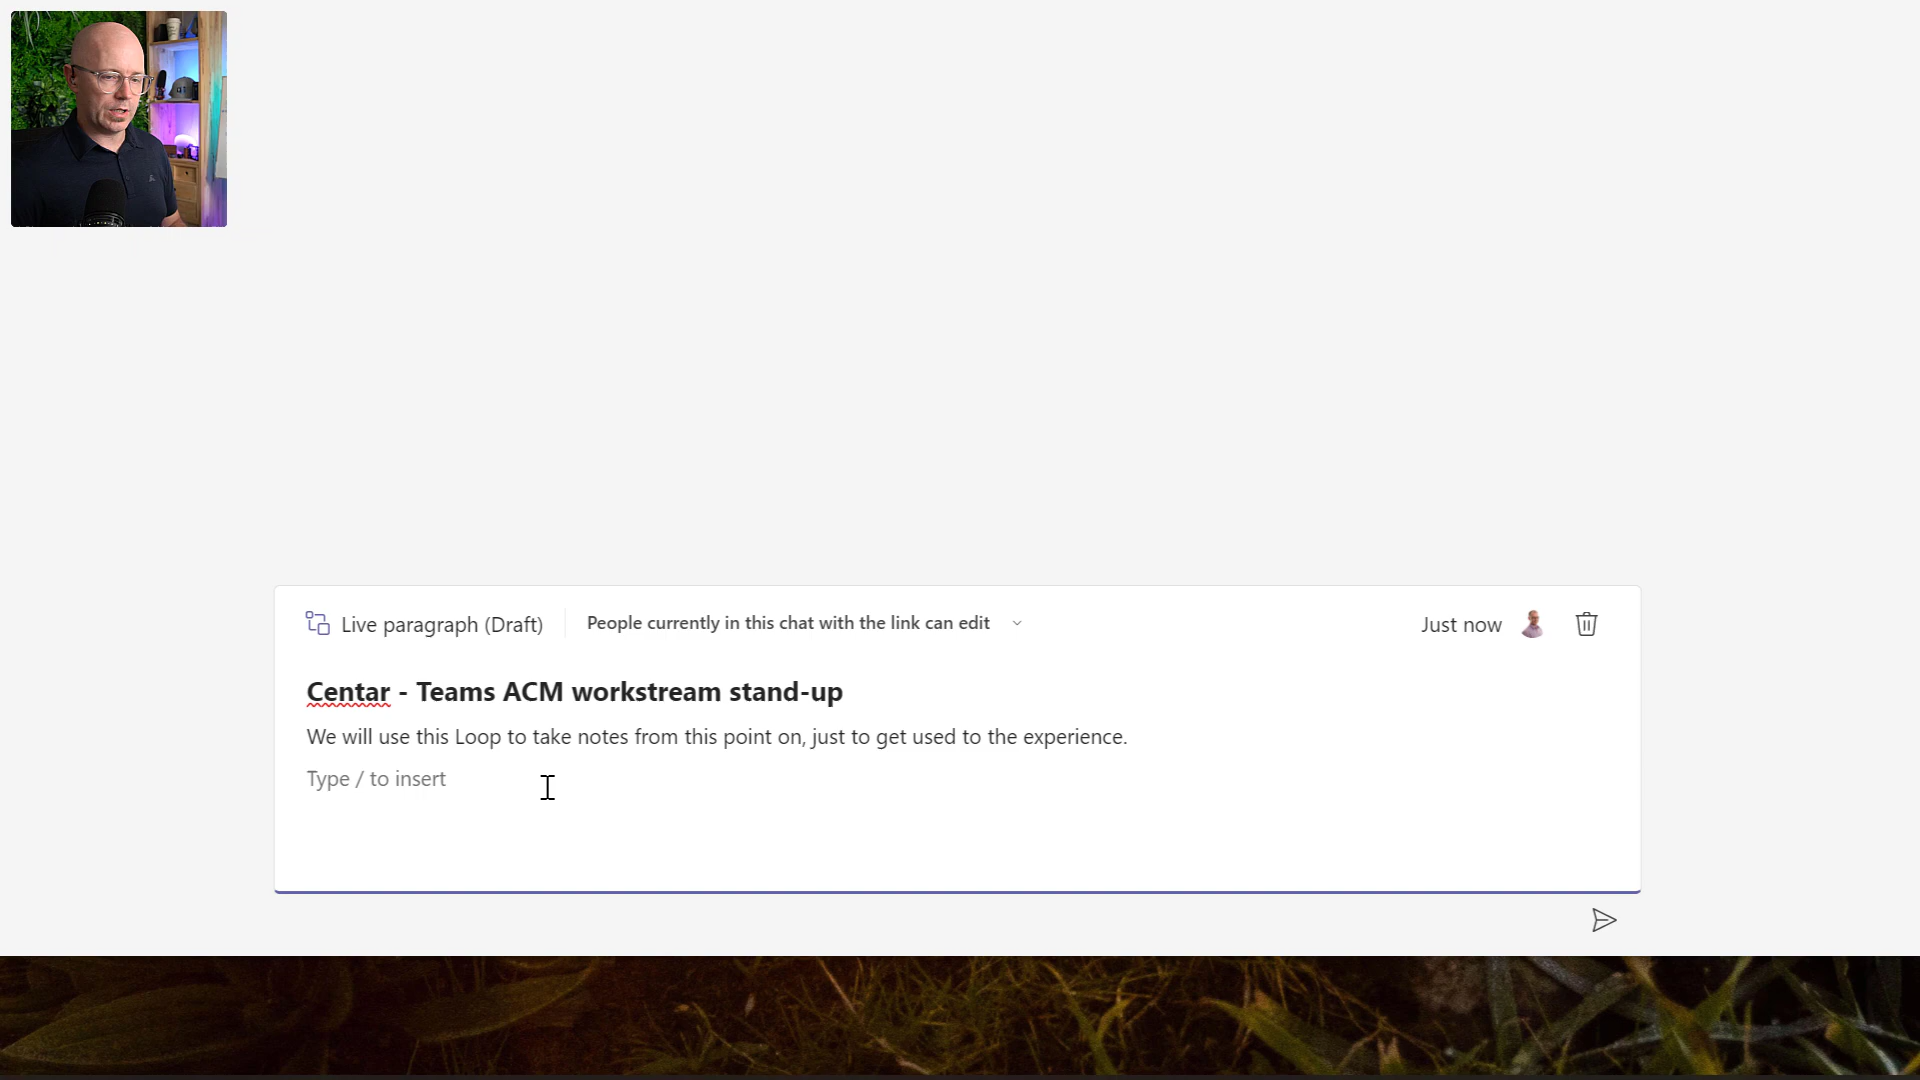 Live paragraph (Draft)
People currently in this chat with the link can edit
Just now
Centar - Teams ACM workstream stand-up
We will use this Loop to take notes from this point on, just to get used to the experience.
Type / to insert